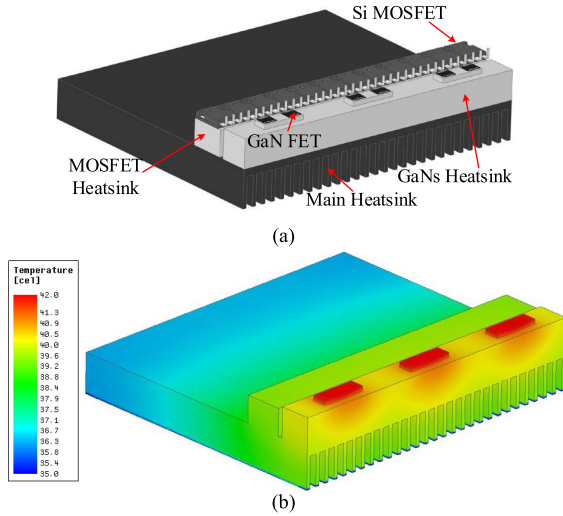 Si MOSFET
GaN FET
MOSFET
Heatsink
GaNs Heatsink
Main Heatsink
(a)
Temperature
[cel]
42.0
41.3
40.9
40.5
40.0
39.6
39.2
38.8
38.4
37.9
37.5
37.1
36.7
36.3
35.8
35.4
35.0
(b)